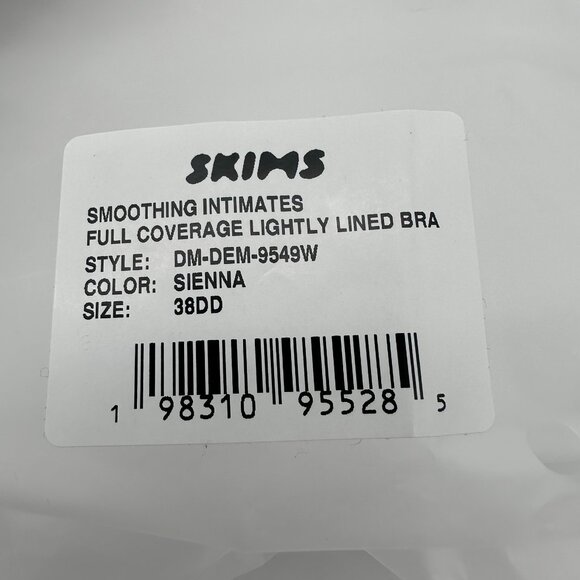 SKIMS
SMOOTHING INTIMATES
FULL COVERAGE LIGHTLY LINED BRA
STYLE: DM-DEM-9549W
COLOR: SIENNA
SIZE: 38DD
1 98310 95528 5